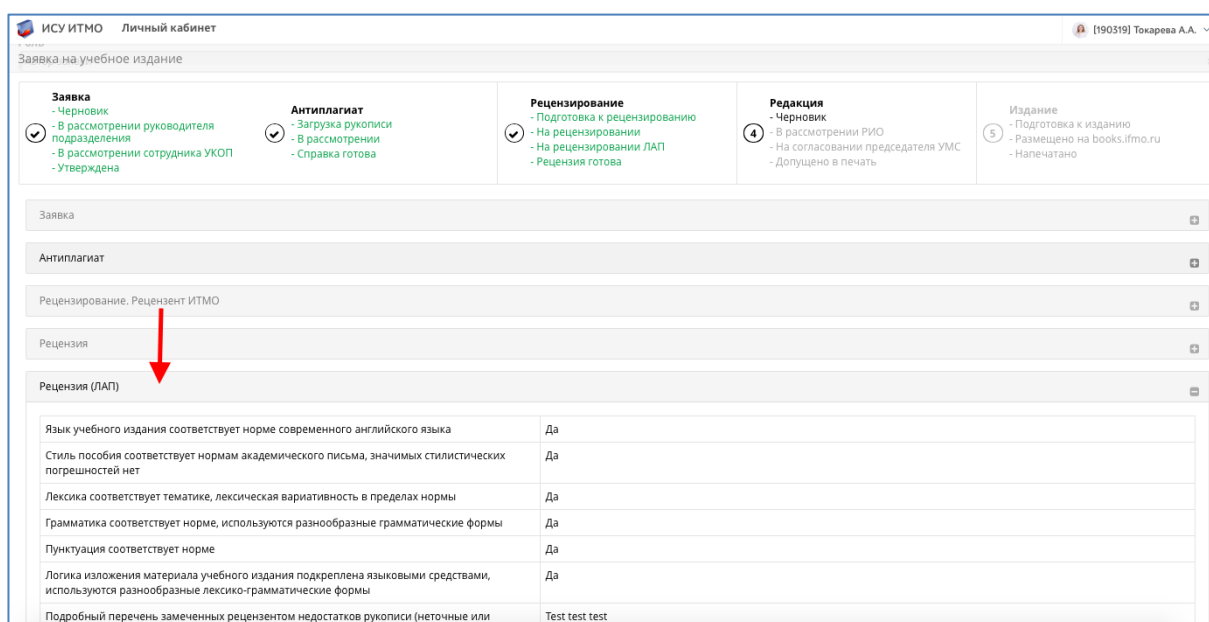 ИСУ ИТМО Личный кабинет [190319] Токарева А.А.
Заявка на учебное издание
Заявка
- Черновик
- В рассмотрении руководителя
подразделения
- В рассмотрении сотрудника УКОП
- Утверждена
Антиплагиат
- Загрузка рукописи
- В рассмотрении
- Справка готова
Рецензирование
- Подготовка к рецензированию
- На рецензировании
- На рецензировании ЛАП
- Рецензия готова
4
Редакция
- Черновик
- В рассмотрении РИО
- На согласовании председателя УМС
- Допущено в печать
5
Издание
- Подготовка к изданию
- Размещено на books.ifmo.ru
- Напечатано
Заявка
Антиплагиат
Рецензирование. Рецензент ИТМО
Рецензия
Рецензия (ЛАП)
Язык учебного издания соответствует норме современного английского языка Да
Стиль пособия соответствует нормам академического письма, значимых стилистических Да
погрешностей нет
Лексика соответствует тематике, лексическая вариативность в пределах нормы Да
Грамматика соответствует норме, используются разнообразные грамматические формы Да
Пунктуация соответствует норме Да
Логика изложения материала учебного издания подкреплена языковыми средствами, Да
используются разнообразные лексико-грамматические формы
Подробный перечень замеченных рецензентом недостатков рукописи (неточные или Test test test